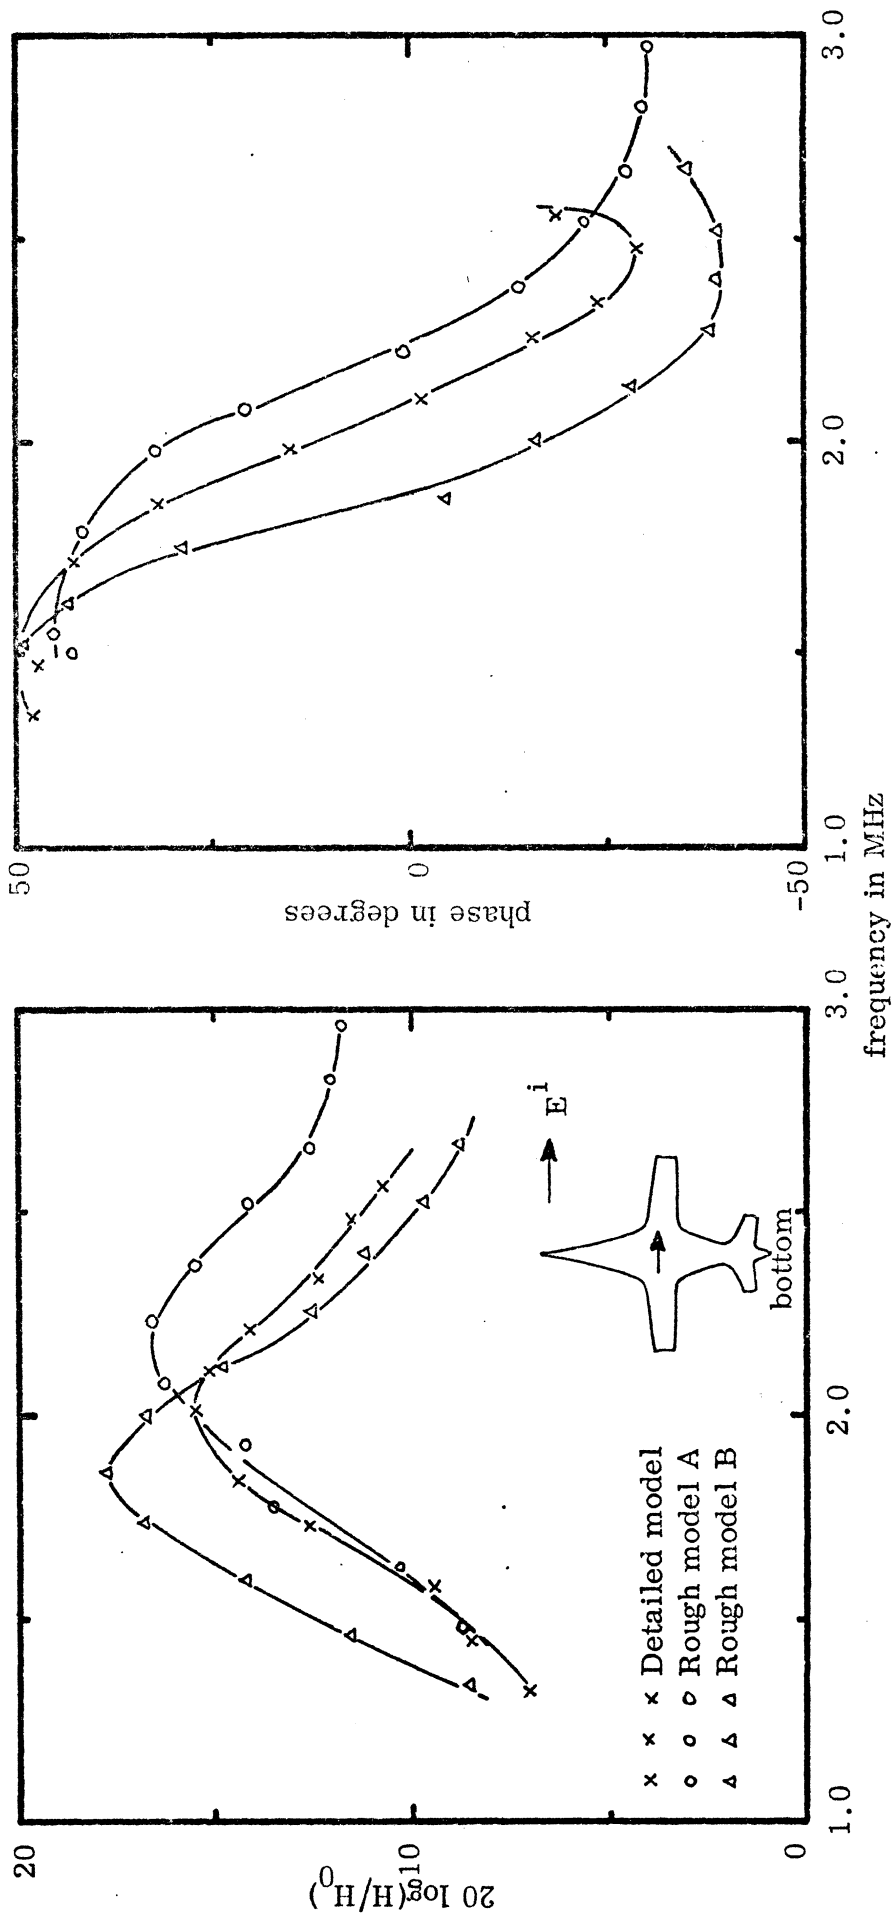 20
10
0
20 log(H/H0)
1.0
2.0
3.0
× × × Detailed model
o o o Rough model A
△ △ △ Rough model B
E^i
bottom
50
0
-50
phase in degrees
1.0
2.0
3.0
frequency in MHz